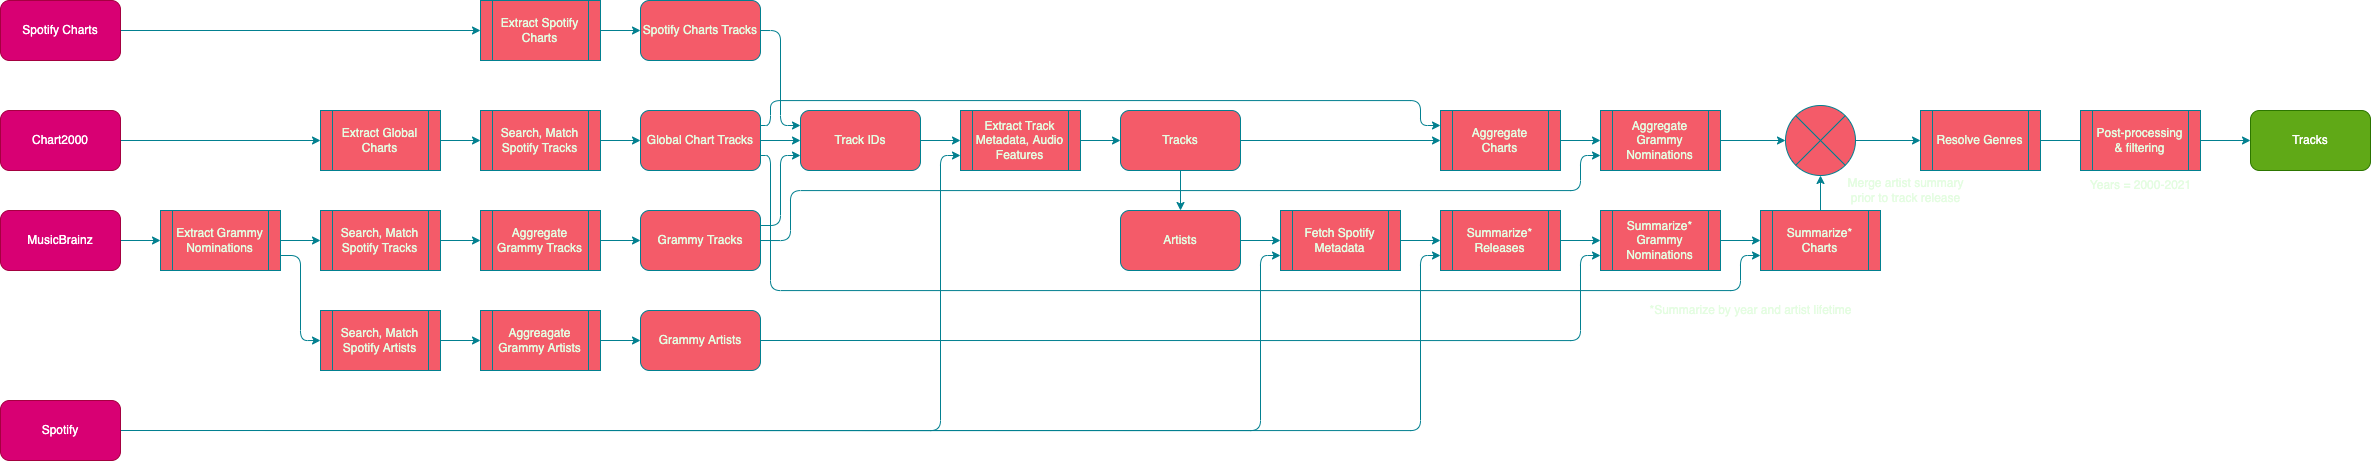 Spotify Charts
Extract Spotify
Charts
Spotify Charts Tracks
Chart2000
Extract Global
Charts
Search, Match
Spotify Tracks
Global Chart Tracks
Track IDs
Extract Track
Metadata, Audio
Features
Tracks
Aggregate
Charts
Aggregate
Grammy
Nominations
Merge artist summary
prior to track release
Resolve Genres
Post-processing
& filtering
Years = 2000-2021
Tracks
MusicBrainz
Extract Grammy
Nominations
Search, Match
Spotify Tracks
Aggregate
Grammy Tracks
Grammy Tracks
Artists
Fetch Spotify
Metadata
Summarize*
Releases
Summarize*
Grammy
Nominations
Summarize*
Charts
*Summarize by year and artist lifetime
Search, Match
Spotify Artists
Aggreagate
Grammy Artists
Grammy Artists
Spotify